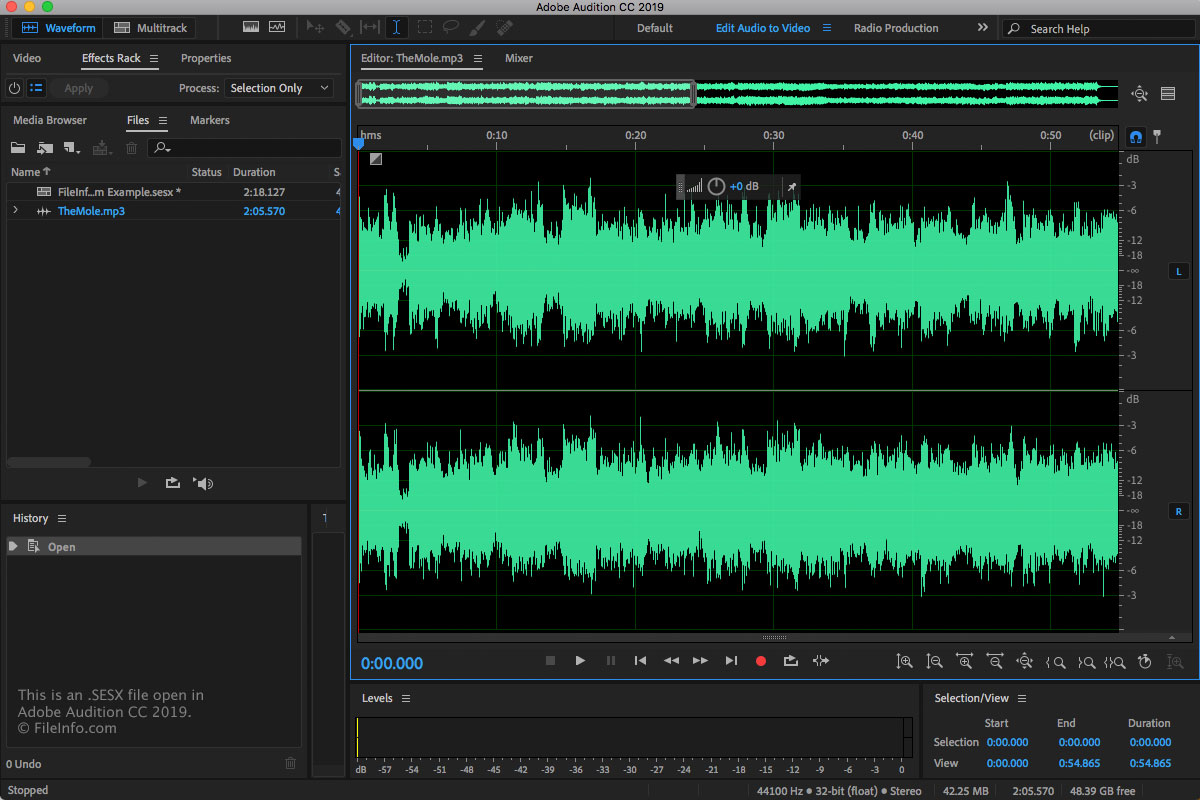 Adobe Audition CC 2019
Waveform Multitrack Default Edit Audio to Video Radio Production Search Help
Video Effects Rack Properties
Apply Process: Selection Only
Media Browser Files Markers
Name Status Duration S
FileInf...m Example.sesx * 2:18.127 4
TheMole.mp3 2:05.570 4
History
Open
This is an .SESX file open in
Adobe Audition CC 2019.
© FileInfo.com
0 Undo
Editor: TheMole.mp3 Mixer
hms 0:10 0:20 0:30 0:40 0:50 (clip)
+0 dB
dB
-3
-6
-12
-18
-∞
-18
-12
-6
-3
L
dB
-3
-6
-12
-18
-∞
-18
-12
-6
-3
R
0:00.000
Levels
dB -57 -54 -51 -48 -45 -42 -39 -36 -33 -30 -27 -24 -21 -18 -15 -12 -9 -6 -3 0
Selection/View
Start End Duration
Selection 0:00.000 0:00.000 0:00.000
View 0:00.000 0:54.865 0:54.865
Stopped 44100 Hz ● 32-bit (float) ● Stereo 42.25 MB 2:05.570 48.39 GB free